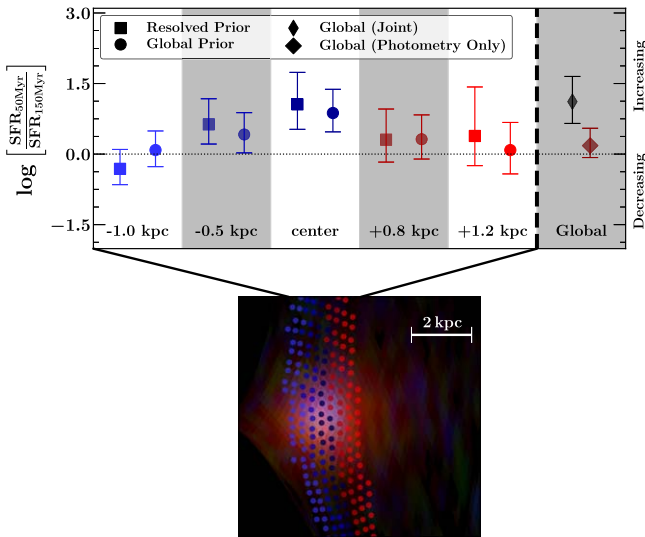 3.0
1.5
0.0
−1.5
log [SFR50Myr / SFR150Myr]
Resolved Prior
Global Prior
Global (Joint)
Global (Photometry Only)
Increasing
Decreasing
-1.0 kpc
-0.5 kpc
center
+0.8 kpc
+1.2 kpc
Global
2 kpc